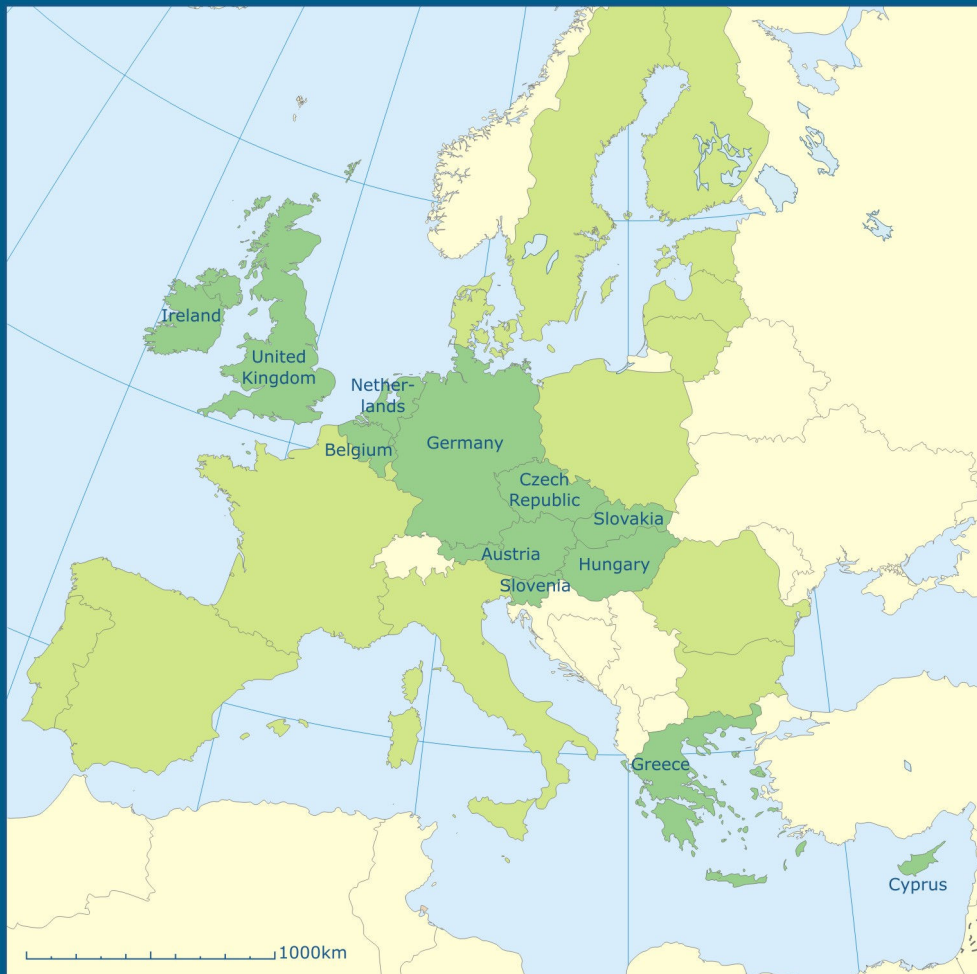 Ireland
United
Kingdom
Nether-
lands
Belgium
Germany
Czech
Republic
Slovakia
Austria
Hungary
Slovenia
Greece
Cyprus
1000km